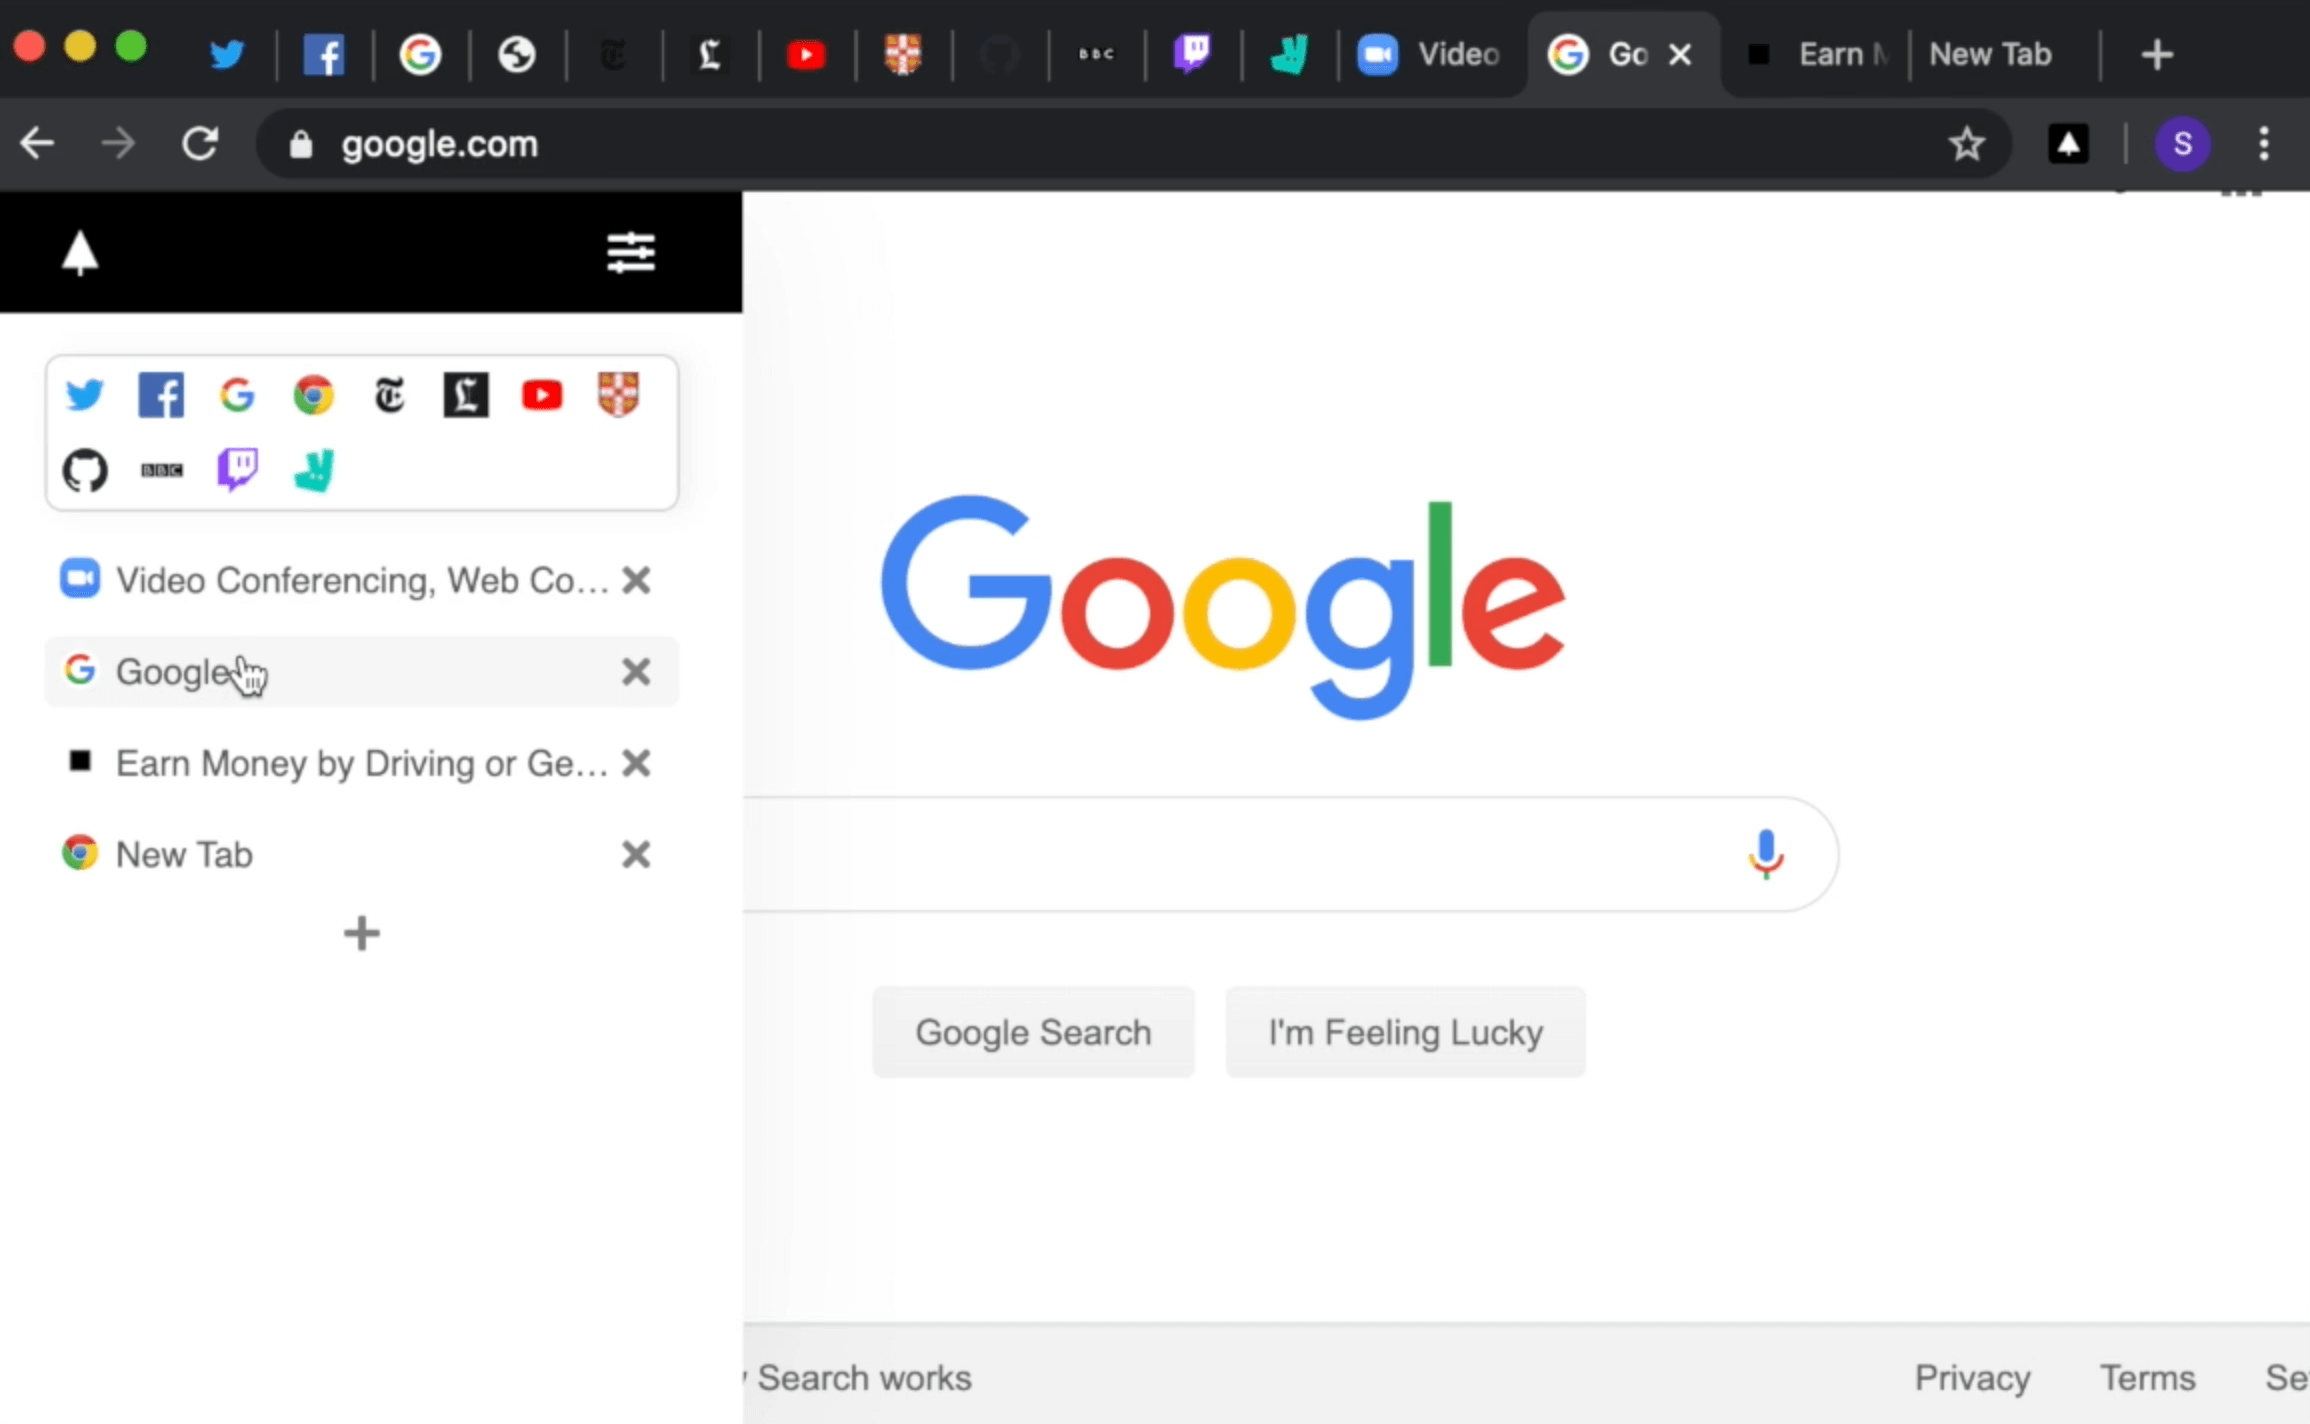 BBC Video Go Earn New Tab
google.com S
BBC
Video Conferencing, Web Co...
Google
Earn Money by Driving or Ge...
New Tab
Google
Google Search I'm Feeling Lucky
Search works Privacy Terms Se